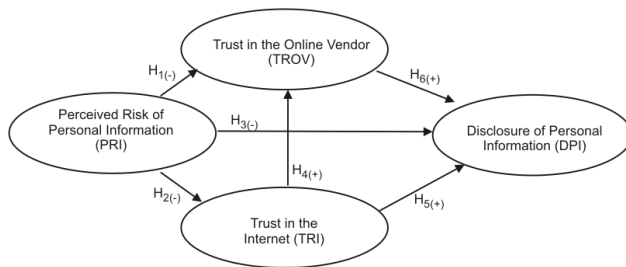 Trust in the Online Vendor
(TROV)
H1(-)
H6(+)
Perceived Risk of
Personal Information
(PRI)
H3(-)
Disclosure of Personal
Information (DPI)
H4(+)
H2(-)
H5(+)
Trust in the
Internet (TRI)